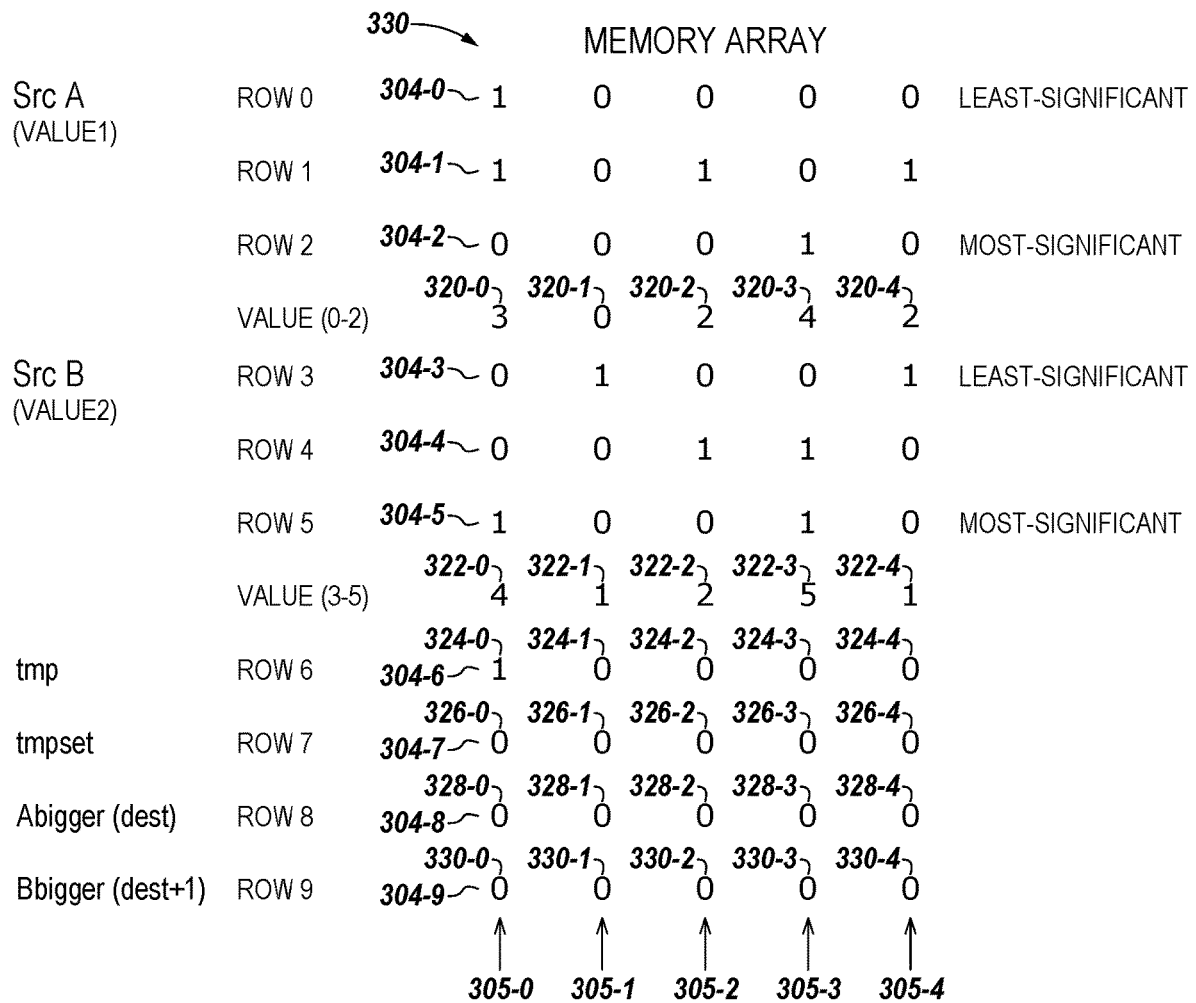 330 MEMORY ARRAY
Src A ROW 0 304-0 1 0 0 0 0 LEAST-SIGNIFICANT
(VALUE1)
ROW 1 304-1 1 0 1 0 1
ROW 2 304-2 0 0 0 1 0 MOST-SIGNIFICANT
320-0 320-1 320-2 320-3 320-4
VALUE (0-2) 3 0 2 4 2
Src B ROW 3 304-3 0 1 0 0 1 LEAST-SIGNIFICANT
(VALUE2)
ROW 4 304-4 0 0 1 1 0
ROW 5 304-5 1 0 0 1 0 MOST-SIGNIFICANT
322-0 322-1 322-2 322-3 322-4
VALUE (3-5) 4 1 2 5 1
324-0 324-1 324-2 324-3 324-4
tmp ROW 6 304-6 1 0 0 0 0
326-0 326-1 326-2 326-3 326-4
tmpset ROW 7 304-7 0 0 0 0 0
328-0 328-1 328-2 328-3 328-4
Abigger (dest) ROW 8 304-8 0 0 0 0 0
330-0 330-1 330-2 330-3 330-4
Bbigger (dest+1) ROW 9 304-9 0 0 0 0 0
305-0 305-1 305-2 305-3 305-4